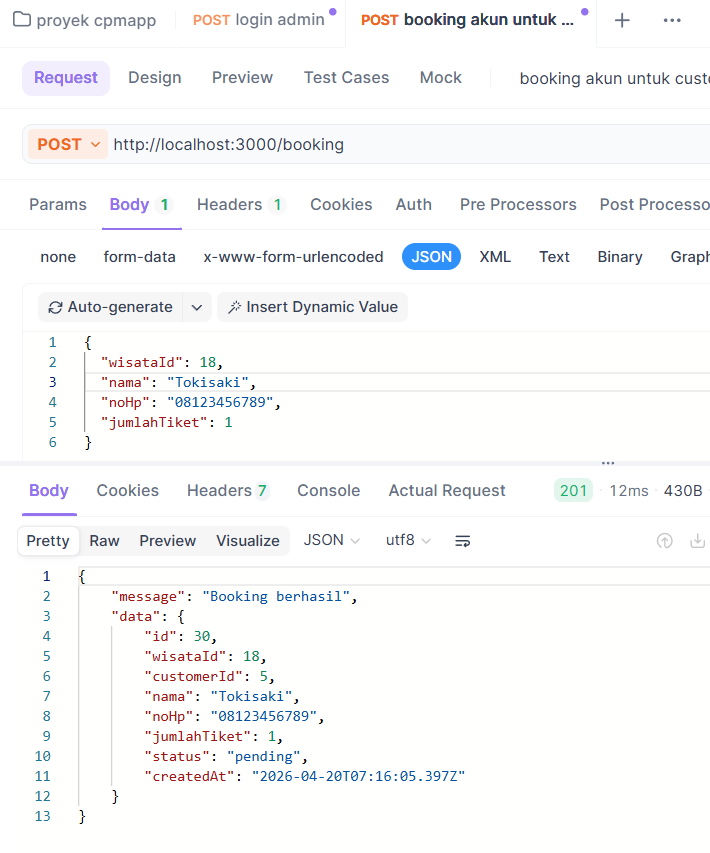 proyek cpmapp POST login admin POST booking akun untuk ... + ...
Request Design Preview Test Cases Mock booking akun untuk custo
POST http://localhost:3000/booking
Params Body 1 Headers 1 Cookies Auth Pre Processors Post Processo
none form-data x-www-form-urlencoded JSON XML Text Binary Graph
Auto-generate Insert Dynamic Value
1 {
2 "wisataId": 18,
3 "nama": "Tokisaki",
4 "noHp": "08123456789",
5 "jumlahTiket": 1
6 }
Body Cookies Headers 7 Console Actual Request 201 12ms 430B
Pretty Raw Preview Visualize JSON utf8
1 {
2 "message": "Booking berhasil",
3 "data": {
4 "id": 30,
5 "wisataId": 18,
6 "customerId": 5,
7 "nama": "Tokisaki",
8 "noHp": "08123456789",
9 "jumlahTiket": 1,
10 "status": "pending",
11 "createdAt": "2026-04-20T07:16:05.397Z"
12 }
13 }